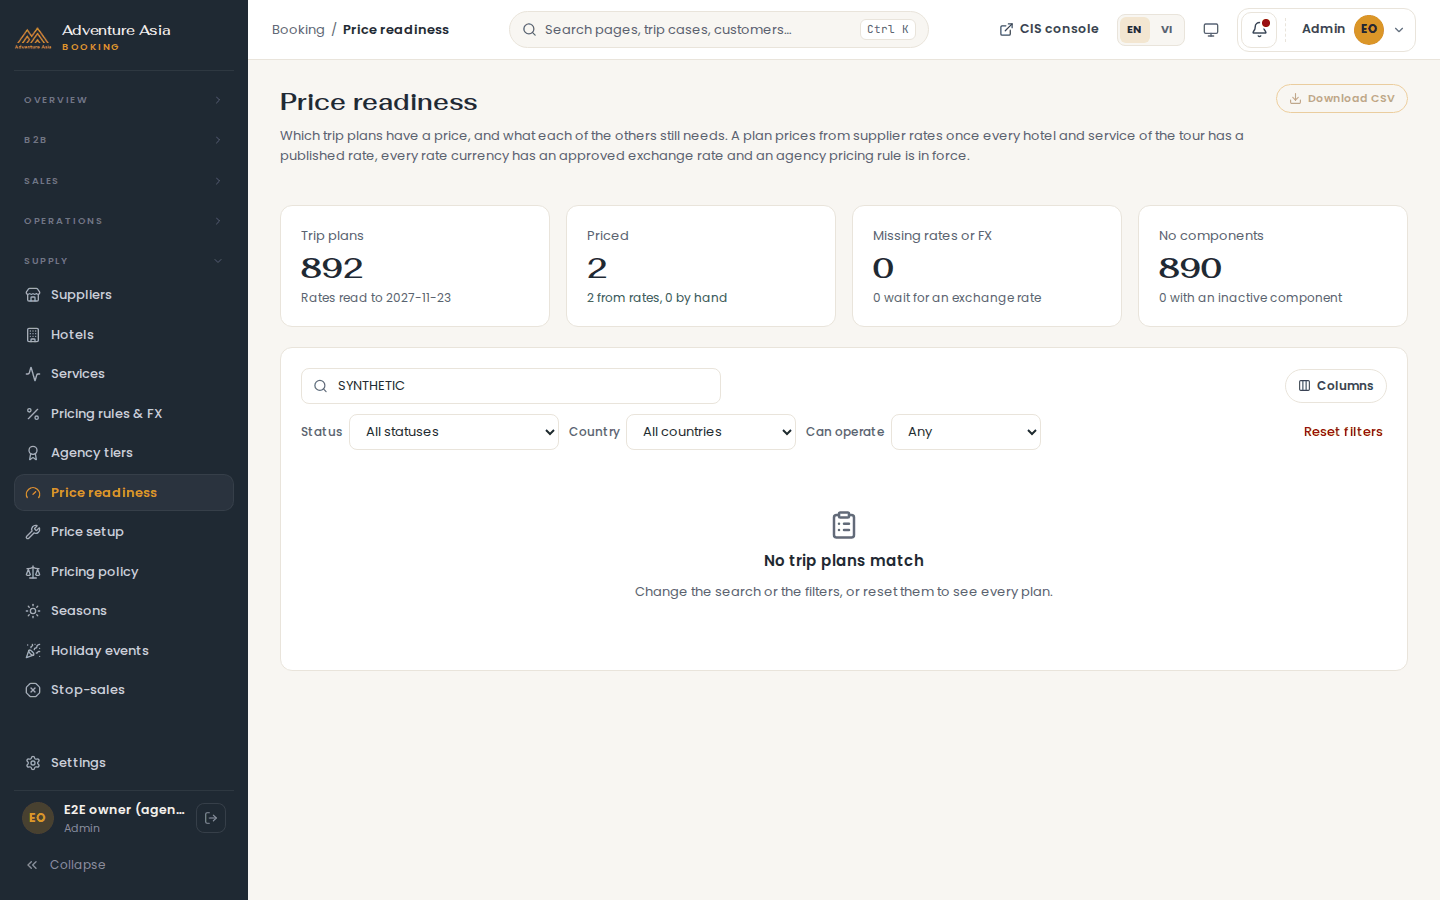 Adventure Asia
BOOKING
Adventure Asia
OVERVIEW
B2B
SALES
OPERATIONS
SUPPLY
Suppliers
Hotels
Services
Pricing rules & FX
Agency tiers
Price readiness
Price setup
Pricing policy
Seasons
Holiday events
Stop-sales
Settings
EO
E2E owner (agen...
Admin
Collapse
Booking / Price readiness
Search pages, trip cases, customers...
Ctrl K
CIS console
EN
VI
Admin
EO
Price readiness
Download CSV
Which trip plans have a price, and what each of the others still needs. A plan prices from supplier rates once every hotel and service of the tour has a
published rate, every rate currency has an approved exchange rate and an agency pricing rule is in force.
Trip plans
892
Rates read to 2027-11-23
Priced
2
2 from rates, 0 by hand
Missing rates or FX
0
0 wait for an exchange rate
No components
890
0 with an inactive component
SYNTHETIC
Columns
Status
All statuses
Country
All countries
Can operate
Any
Reset filters
No trip plans match
Change the search or the filters, or reset them to see every plan.